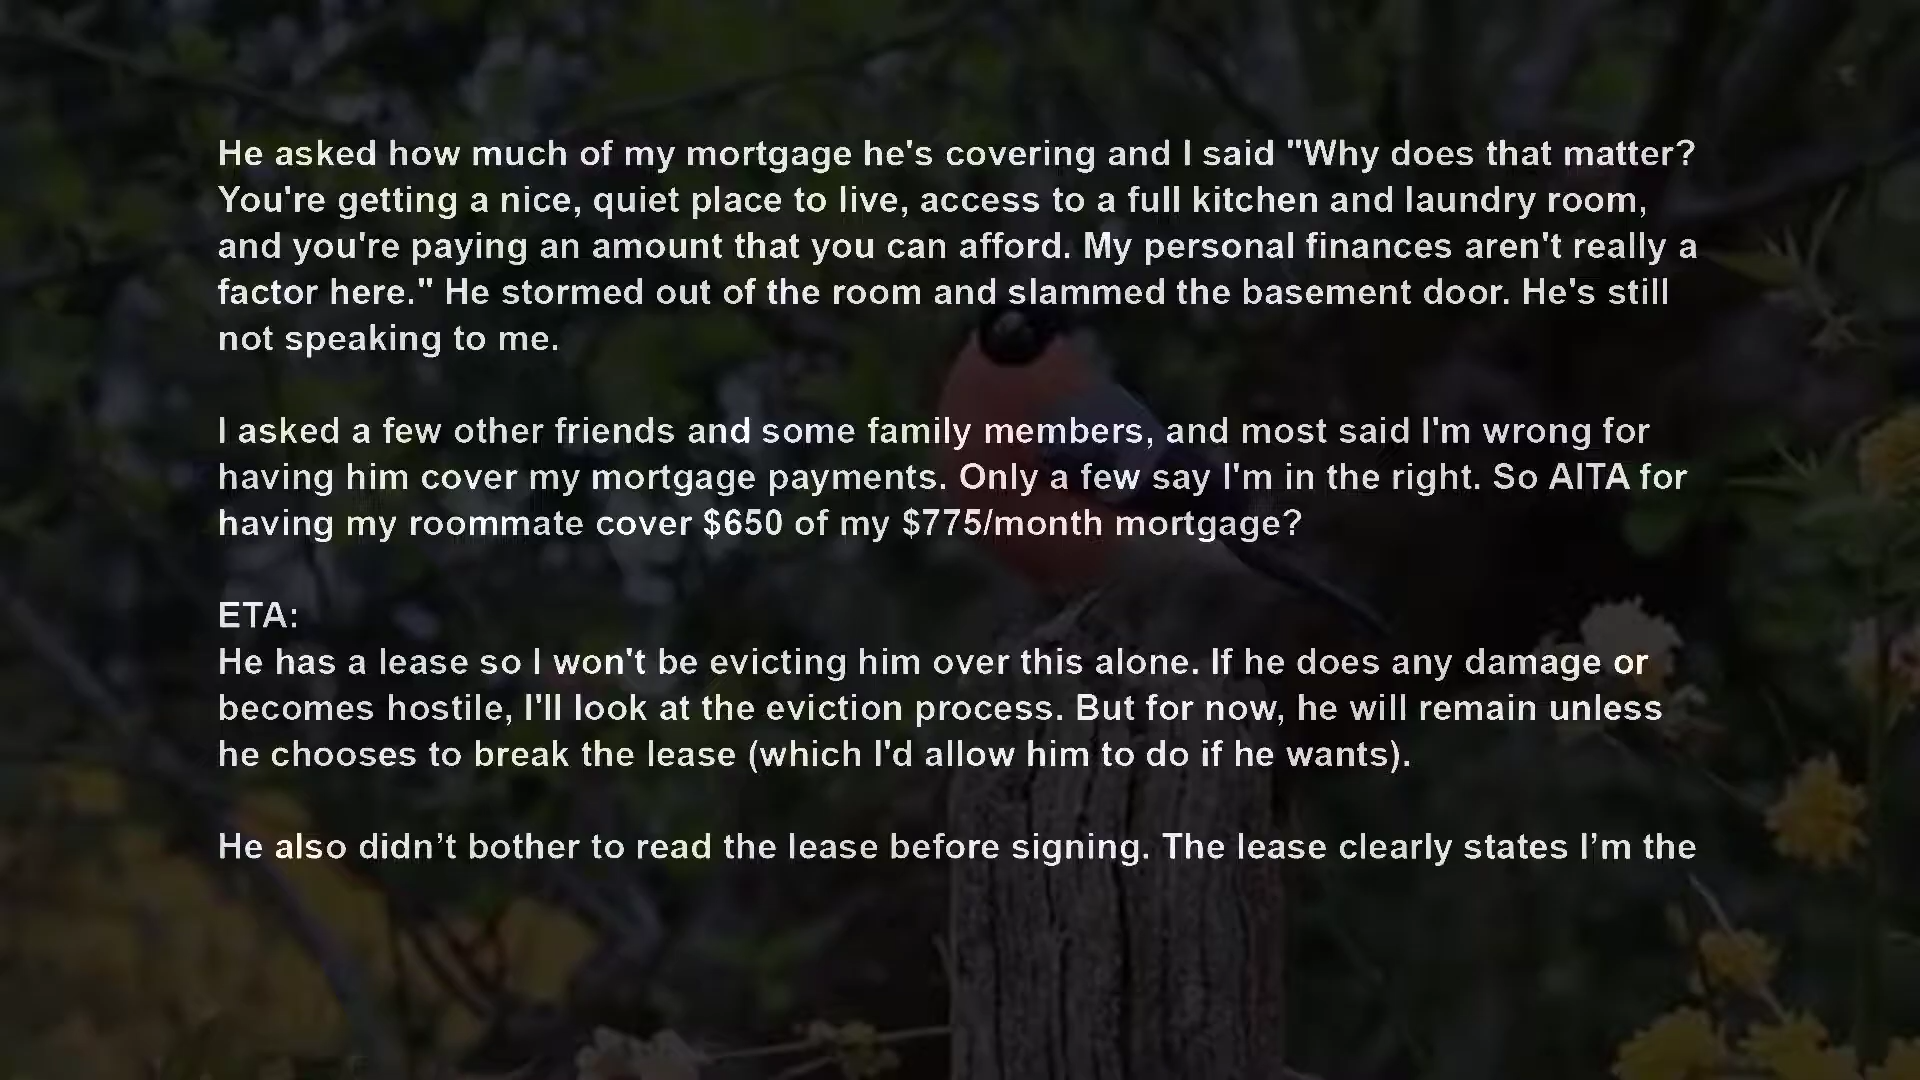 He asked how much of my mortgage he's covering and I said "Why does that matter?
You're getting a nice, quiet place to live, access to a full kitchen and laundry room,
and you're paying an amount that you can afford. My personal finances aren't really a
factor here." He stormed out of the room and slammed the basement door. He's still
not speaking to me.
I asked a few other friends and some family members, and most said I'm wrong for
having him cover my mortgage payments. Only a few say I'm in the right. So AITA for
having my roommate cover $650 of my $775/month mortgage?
ETA:
He has a lease so I won't be evicting him over this alone. If he does any damage or
becomes hostile, I'll look at the eviction process. But for now, he will remain unless
he chooses to break the lease (which I'd allow him to do if he wants).
He also didn’t bother to read the lease before signing. The lease clearly states I’m the